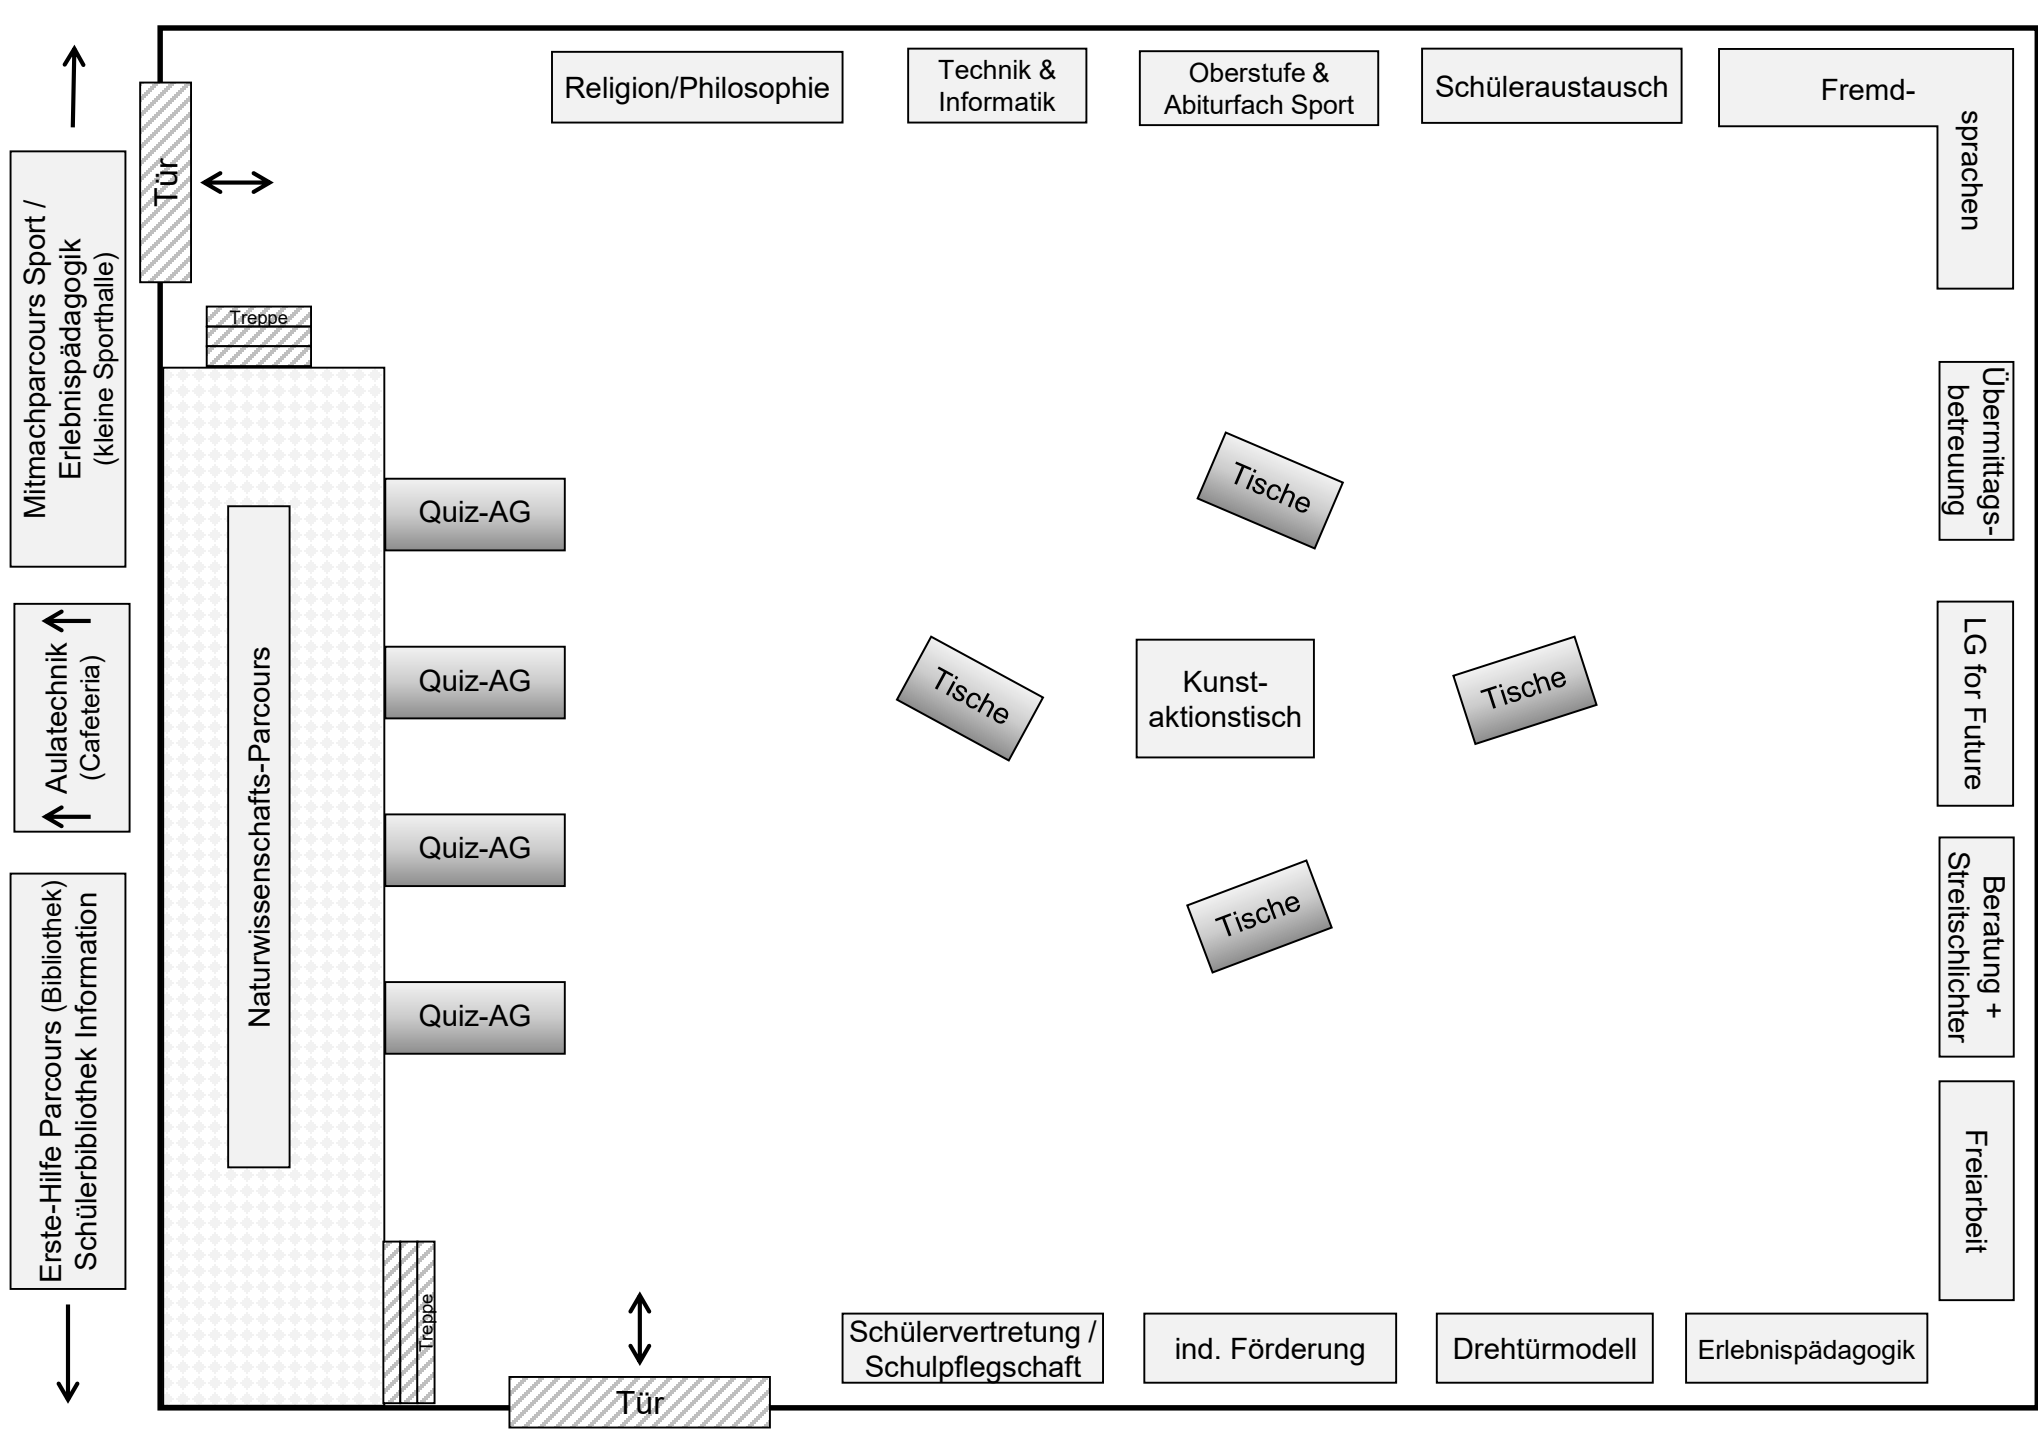 Religion/Philosophie
Technik &
Informatik
Oberstufe &
Abiturfach Sport
Schüleraustausch
Fremd-
sprachen
Tür
Mitmachparcours Sport /
Erlebnispädagogik
(kleine Sporthalle)
Treppe
Übermittags-
betreuung
Tische
Quiz-AG
Aulatechnik
(Cafeteria)
Naturwissenschafts-Parcours
Quiz-AG
Tische
Kunst-
aktionstisch
Tische
LG for Future
Quiz-AG
Tische
Beratung +
Streitschlichter
Erste-Hilfe Parcours (Bibliothek)
Schülerbibliothek Information
Quiz-AG
Freiarbeit
Treppe
Schülervertretung /
Schulpflegschaft
ind. Förderung
Drehtürmodell
Erlebnispädagogik
Tür